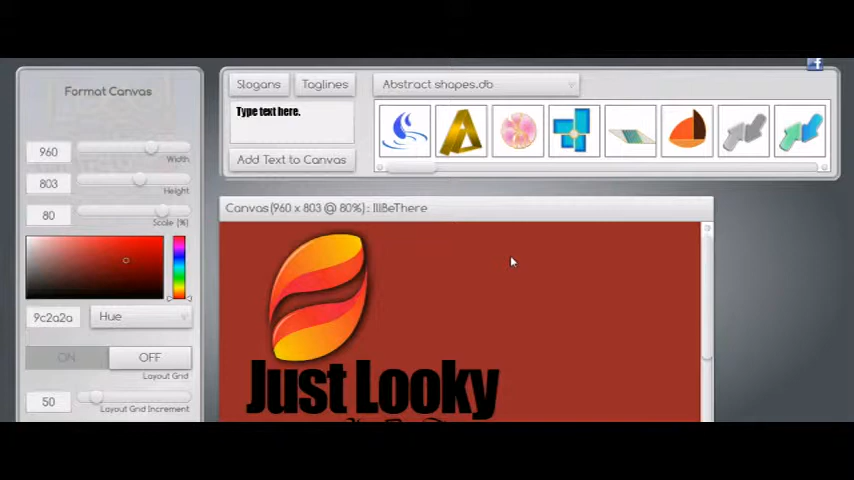 Format Canvas
960
Width
803
Height
80
Scale (%)
9c2a2a
Hue
ON
OFF
Layout Grid
50
Layout Grid Increment
Slogans
Taglines
Type text here.
Add Text to Canvas
Abstract shapes.db
f
Canvas(960 x 803 @ 80%): IllBeThere
Just Looky